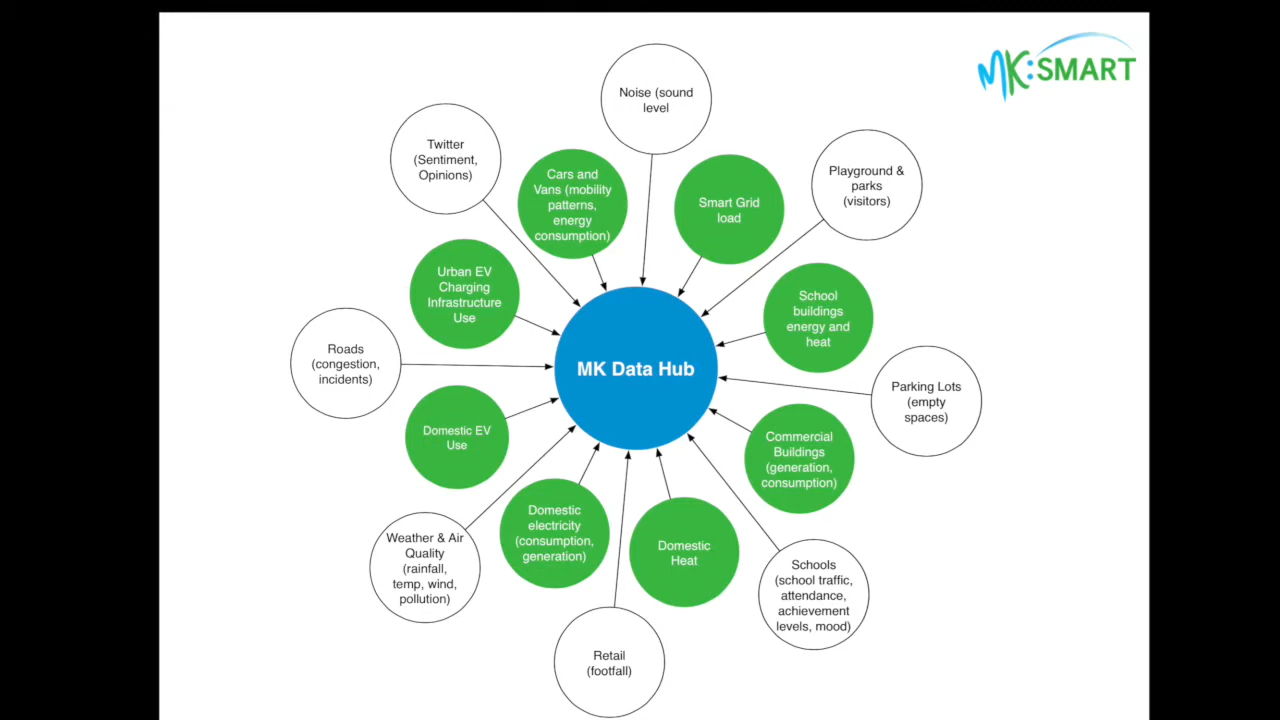 MK:SMART
Noise (sound
level
Twitter
(Sentiment,
Opinions)
Cars and
Vans (mobility
patterns,
energy
consumption)
Smart Grid
load
Playground &
parks
(visitors)
Urban EV
Charging
Infrastructure
Use
School
buildings
energy and
heat
Roads
(congestion,
incidents)
MK Data Hub
Parking Lots
(empty
spaces)
Domestic EV
Use
Commercial
Buildings
(generation,
consumption)
Weather & Air
Quality
(rainfall,
temp, wind,
pollution)
Domestic
electricity
(consumption,
generation)
Domestic
Heat
Schools
(school traffic,
attendance,
achievement
levels, mood)
Retail
(footfall)